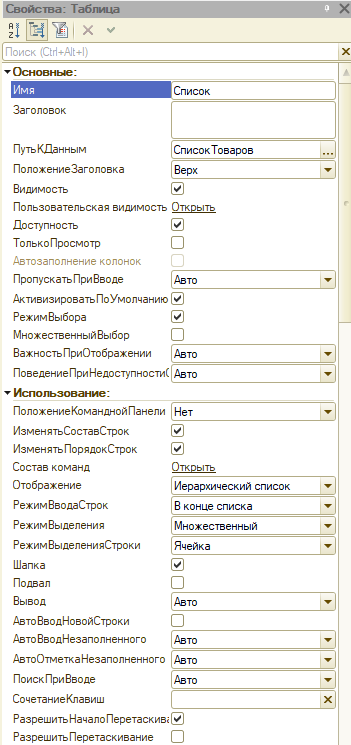 Свойства: Таблица
Поиск (Ctrl+Alt+I)
Основные:
Имя Список
Заголовок
ПутьКДанным СписокТоваров ...
ПоложениеЗаголовка Верх
Видимость
Пользовательская видимость Открыть
Доступность
ТолькоПросмотр
Автозаполнение колонок
ПропускатьПриВводе Авто
АктивизироватьПоУмолчанию
РежимВыбора
МножественныйВыбор
ВажностьПриОтображении Авто
ПоведениеПриНедоступности Авто
Использование:
ПоложениеКоманднойПанели Нет
ИзменятьСоставСтрок
ИзменятьПорядокСтрок
Состав команд Открыть
Отображение Иерархический список
РежимВводаСтрок В конце списка
РежимВыделения Множественный
РежимВыделенияСтроки Ячейка
Шапка
Подвал
Вывод Авто
АвтоВводНовойСтроки
АвтоВводНезаполненного Авто
АвтоОтметкаНезаполненного Авто
ПоискПриВводе Авто
СочетаниеКлавиш
РазрешитьНачалоПеретаскива
РазрешитьПеретаскивание